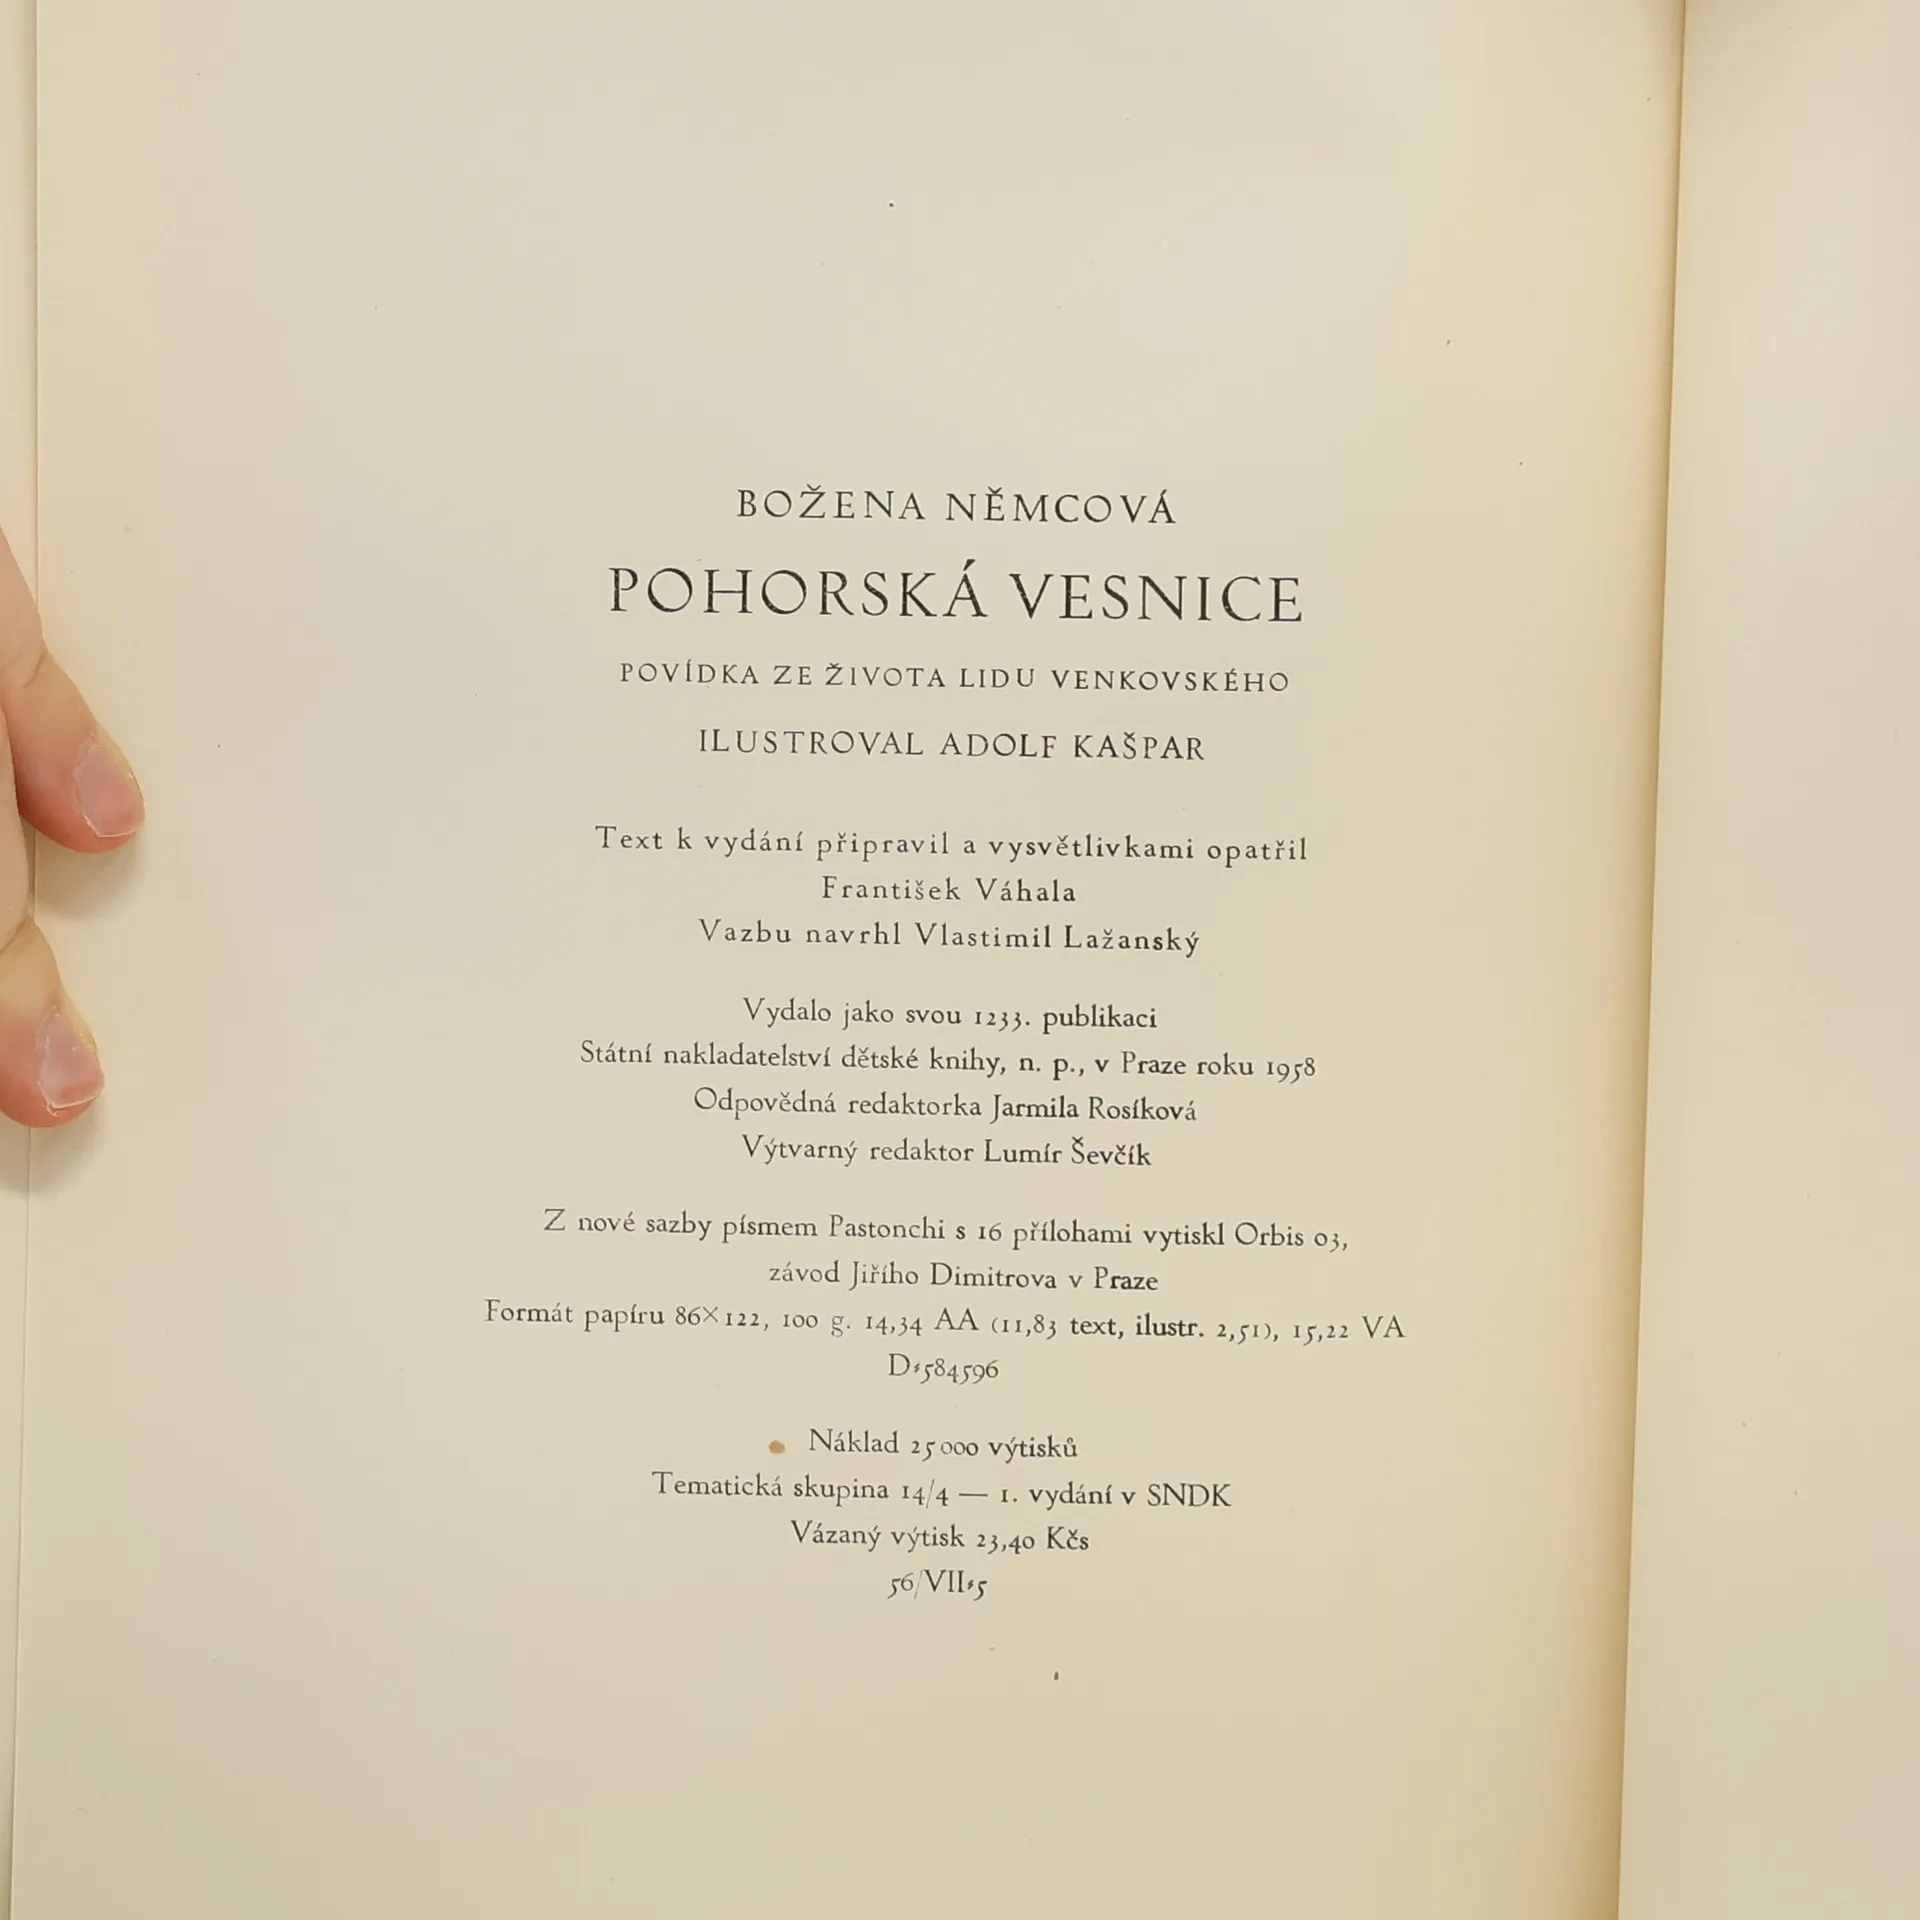 BOŽENA NĚMCOVÁ
POHORSKÁ VESNICE
POVÍDKA ZE ŽIVOTA LIDU VENKOVSKÉHO
ILUSTROVAL ADOLF KAŠPAR
Text k vydání připravil a vysvětlivkami opatřil
František Váhala
Vazbu navrhl Vlastimil Lažanský
Vydalo jako svou 1233. publikaci
Státní nakladatelství dětské knihy, n. p., v Praze roku 1958
Odpovědná redaktorka Jarmila Rosíková
Výtvarný redaktor Lumír Ševčík
Z nové sazby písmem Pastonchi s 16 přílohami vytiskl Orbis 03,
závod Jiřího Dimitrova v Praze
Formát papíru 86×122, 100 g. 14,34 AA (11,83 text, ilustr. 2,51), 15,22 VA
D-584596
Náklad 25 000 výtisků
Tematická skupina 14/4 — 1. vydání v SNDK
Vázaný výtisk 23,40 Kčs
56/VII-5